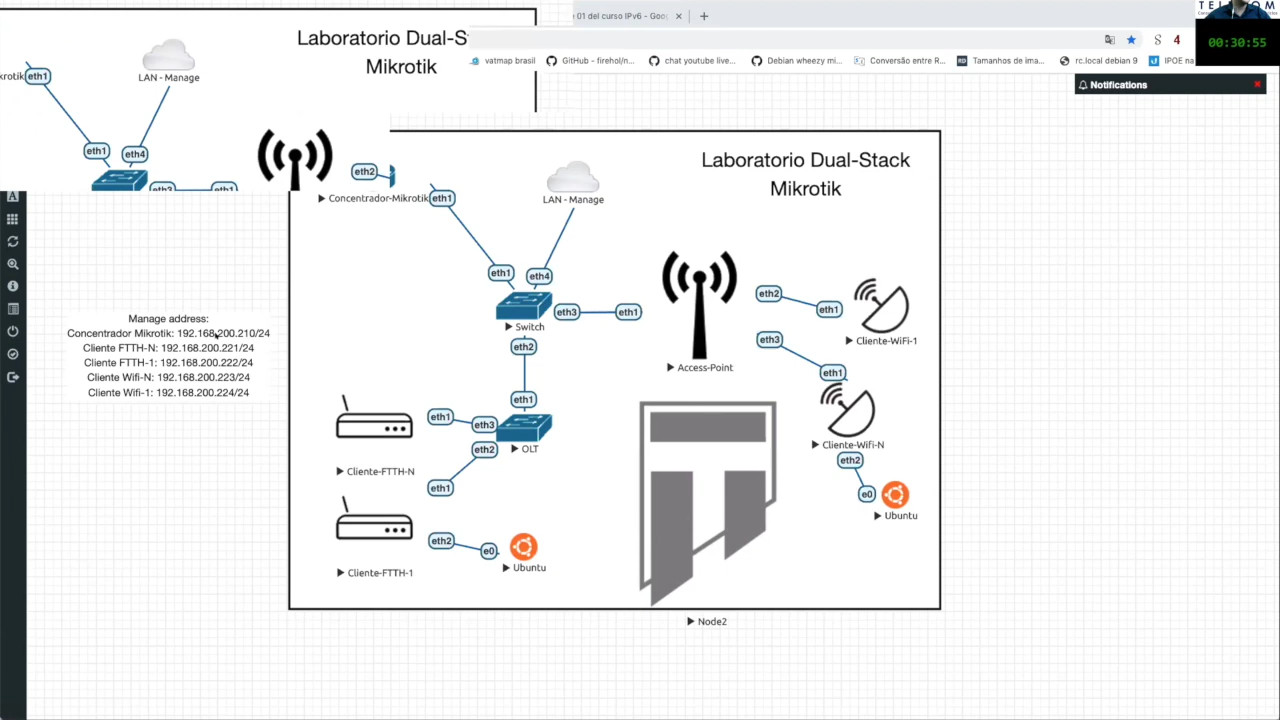 e 01 del curso IPv6 - Goo
TEL
OM
00:30:55
S
4
vatmap brasil
GitHub - firehol/n...
chat youtube live...
Debian wheezy mi...
Conversão entre R...
Tamanhos de ima...
rc.local debian 9
IPOE na
Notifications
Laboratorio Dual-S
Mikrotik
LAN - Manage
krotik
eth1
eth1
eth4
eth3
eth1
eth2
Concentrador-Mikrotik
eth1
Laboratorio Dual-Stack
Mikrotik
LAN - Manage
eth1
eth4
eth3
eth1
Switch
eth2
eth1
OLT
eth3
eth2
eth1
Cliente-FTTH-N
eth1
Cliente-FTTH-1
eth2
e0
Ubuntu
Access-Point
eth2
eth1
Cliente-WiFi-1
eth3
eth1
Cliente-Wifi-N
eth2
e0
Ubuntu
Node2
Manage address:
Concentrador Mikrotik: 192.168.200.210/24
Cliente FTTH-N: 192.168.200.221/24
Cliente FTTH-1: 192.168.200.222/24
Cliente Wifi-N: 192.168.200.223/24
Cliente Wifi-1: 192.168.200.224/24